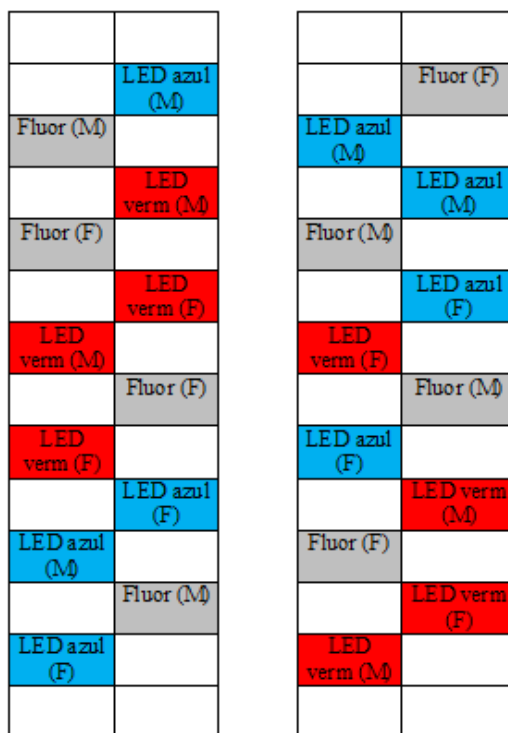 LED azul
(M)
Fluor (F)
Fluor (M)
LED azul
(M)
LED
verm (M)
LED azul
(M)
Fluor (F)
Fluor (M)
LED
verm (F)
LED azul
(F)
LED
verm (M)
LED
verm (F)
Fluor (F)
Fluor (M)
LED
verm (F)
LED azul
(F)
LED azul
(F)
LED verm
(M)
LED azul
(M)
Fluor (F)
Fluor (M)
LED verm
(F)
LED azul
(F)
LED
verm (M)